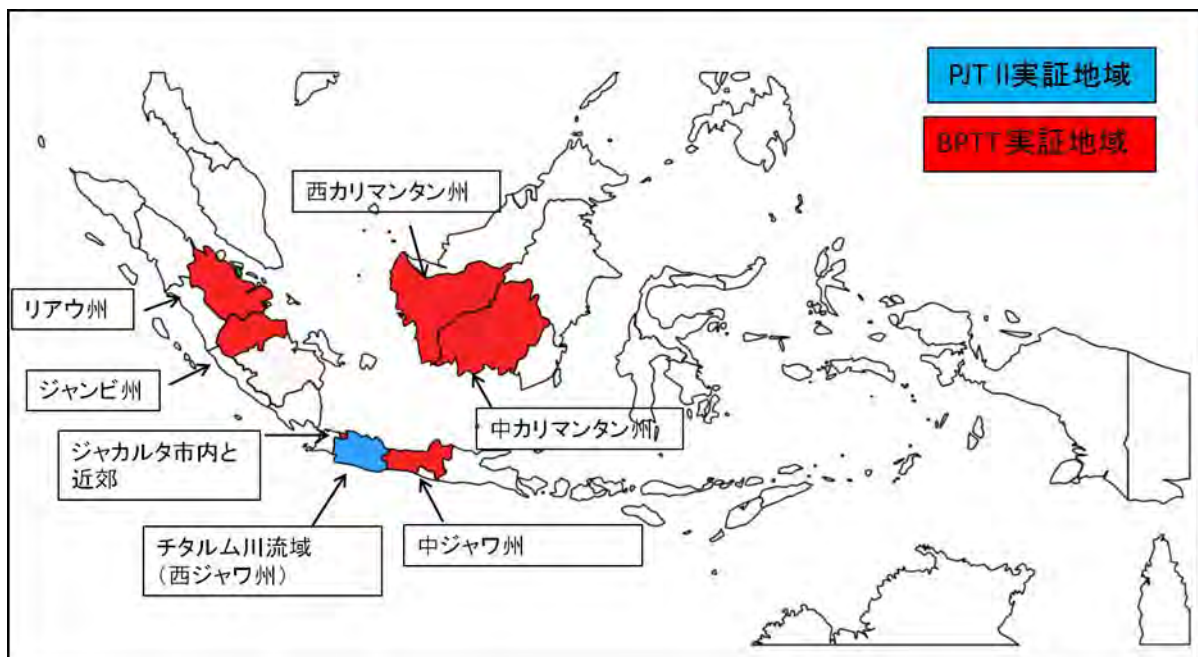 PJT II実証地域
BPTT実証地域
西カリマンタン州
リアウ州
ジャンビ州
中カリマンタン州
ジャカルタ市内と
近郊
チタルム川流域
（西ジャワ州）
中ジャワ州